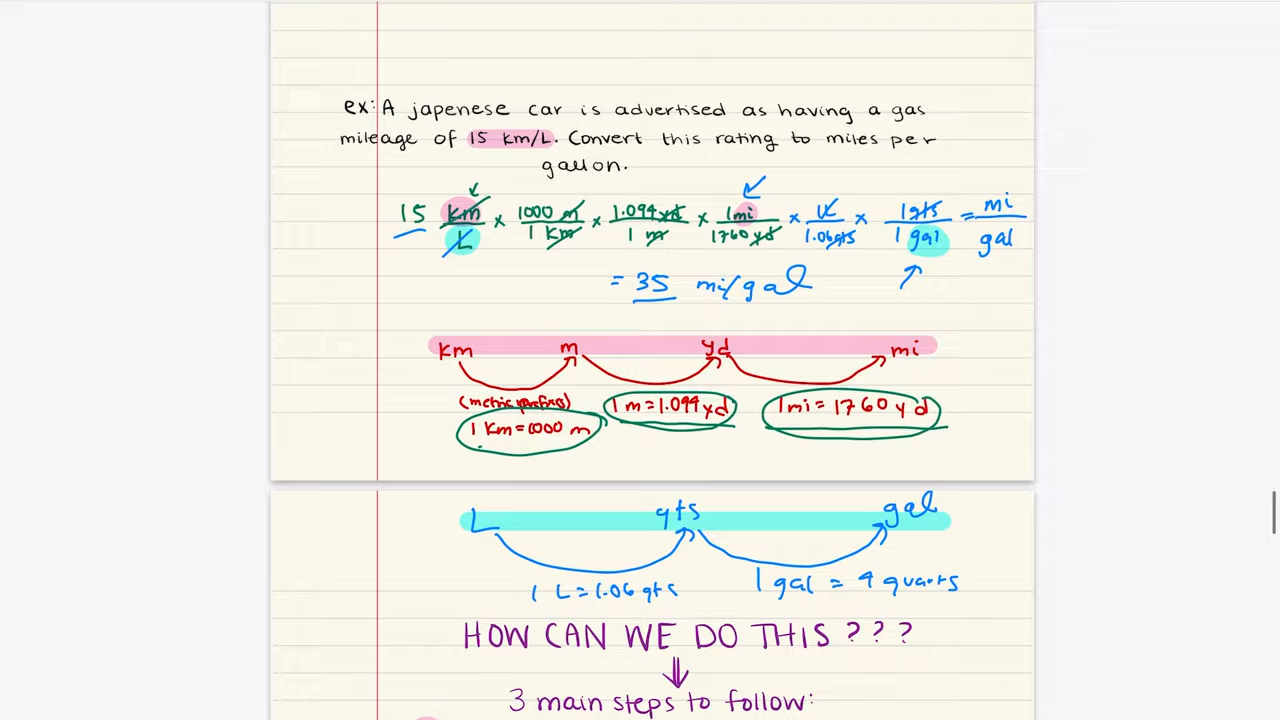 ex: A japenese car is advertised as having a gas
mileage of 15 km/L. Convert this rating to miles per
gallon.
15 km/L × 1000 m/1 km × 1.094 yd/1 m × 1 mi/1760 yd × 1L/1.06 qts × 1 qts/1 gal = mi/gal
= 35 mi/gal
km m yd mi
(metric prefixes) 1 m = 1.094 yd 1 mi = 1760 yd
1 km = 1000 m
L qts gal
1 L = 1.06 qts 1 gal = 4 quarts
HOW CAN WE DO THIS ???
3 main steps to follow: